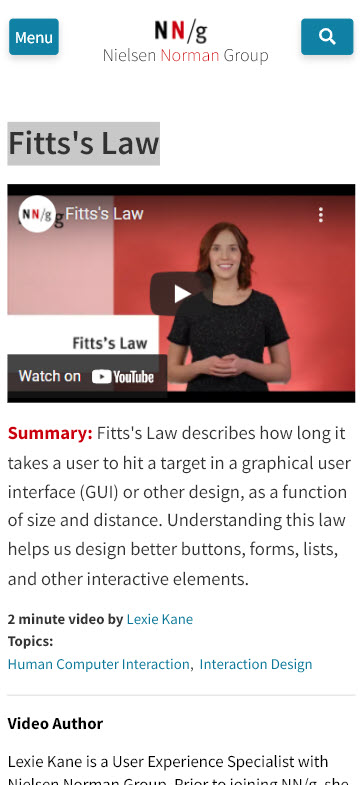 Menu
NN/g
Nielsen Norman Group
Fitts's Law
NN/g
Fitts's Law
Fitts's Law
Watch on YouTube
Summary: Fitts's Law describes how long it
takes a user to hit a target in a graphical user
interface (GUI) or other design, as a function
of size and distance. Understanding this law
helps us design better buttons, forms, lists,
and other interactive elements.
2 minute video by Lexie Kane
Topics:
Human Computer Interaction, Interaction Design
Video Author
Lexie Kane is a User Experience Specialist with
Nielsen Norman Group. Prior to joining NN/g, she